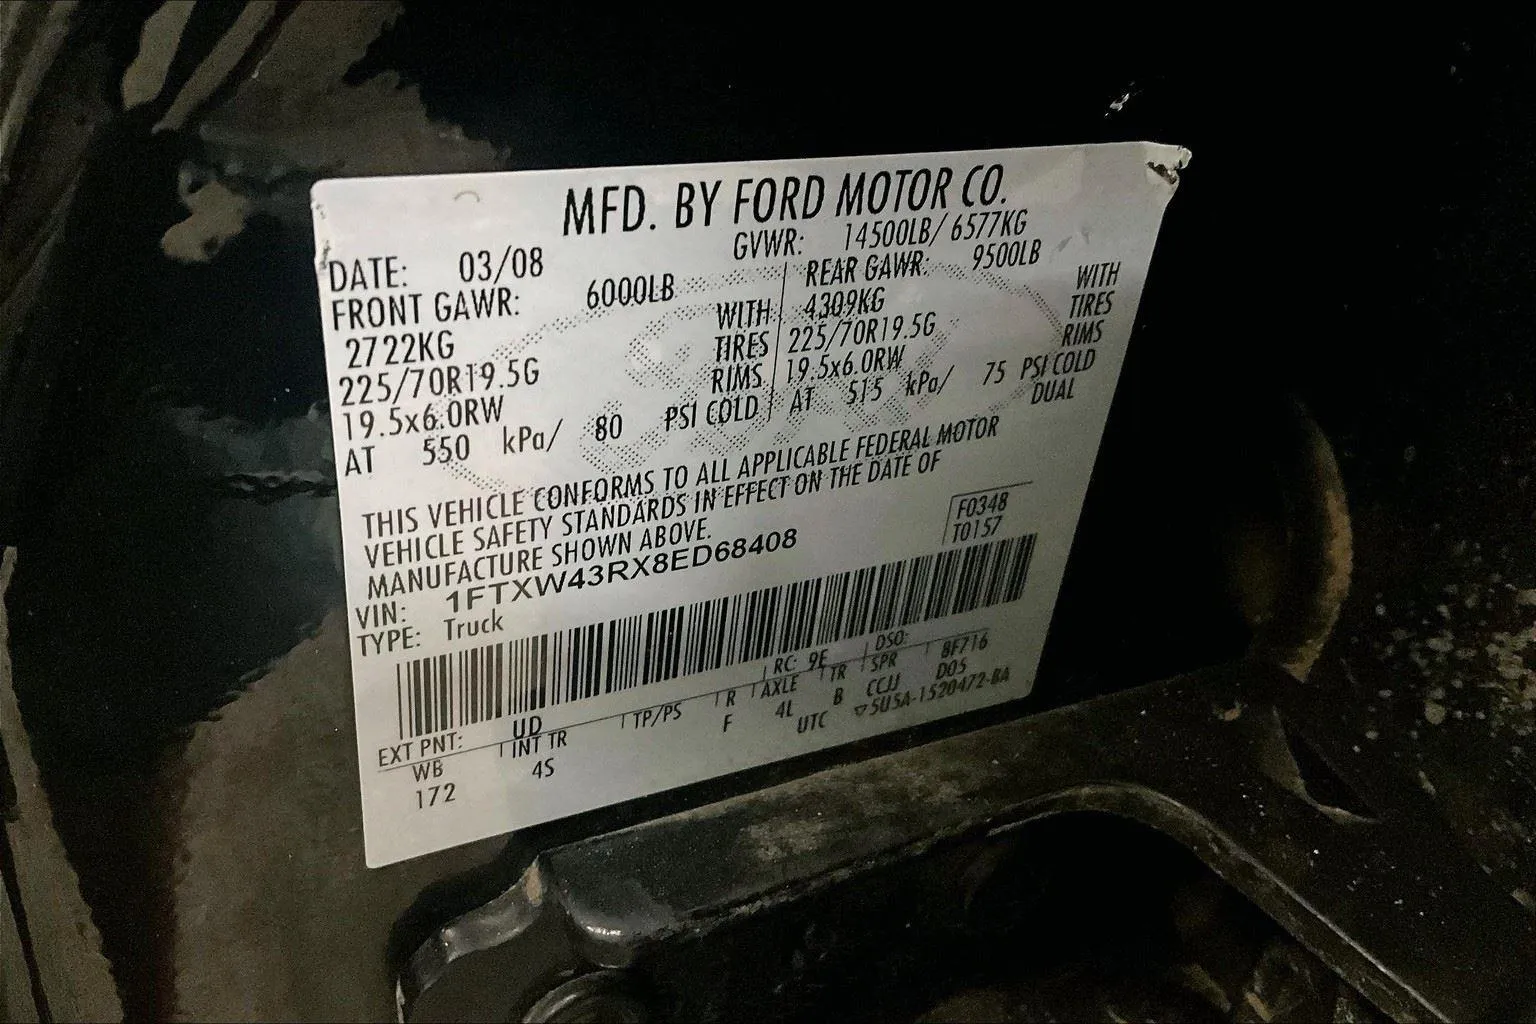 MFD. BY FORD MOTOR CO.
DATE: 03/08 GVWR: 14500LB/ 6577KG
FRONT GAWR: 6000LB REAR GAWR: 9500LB
2722KG WITH 4309KG WITH
225/70R19.5G TIRES 225/70R19.5G TIRES
19.5x6.0RW RIMS 19.5x6.0RW RIMS
AT 550 kPa/ 80 PSI COLD AT 515 kPa/ 75 PSI COLD
DUAL
THIS VEHICLE CONFORMS TO ALL APPLICABLE FEDERAL MOTOR
VEHICLE SAFETY STANDARDS IN EFFECT ON THE DATE OF
MANUFACTURE SHOWN ABOVE.
F0348
T0157
VIN: 1FTXW43RX8ED68408
TYPE: Truck
EXT PNT: UD RC: 9E DSO: 8F716
WB INT TR TP/PS R AXLE TR SPR D05
172 4S F 4L B CCJJ
UTC ▽5U5A-1520472-BA